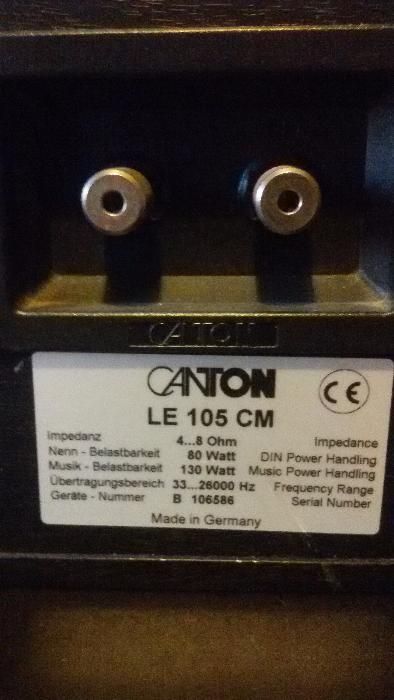 CANTON
CANTON
CE
LE 105 CM
Impedanz 4...8 Ohm Impedance
Nenn - Belastbarkeit 80 Watt DIN Power Handling
Musik - Belastbarkeit 130 Watt Music Power Handling
Übertragungsbereich 33...26000 Hz Frequency Range
Geräte - Nummer B 106586 Serial Number
Made in Germany